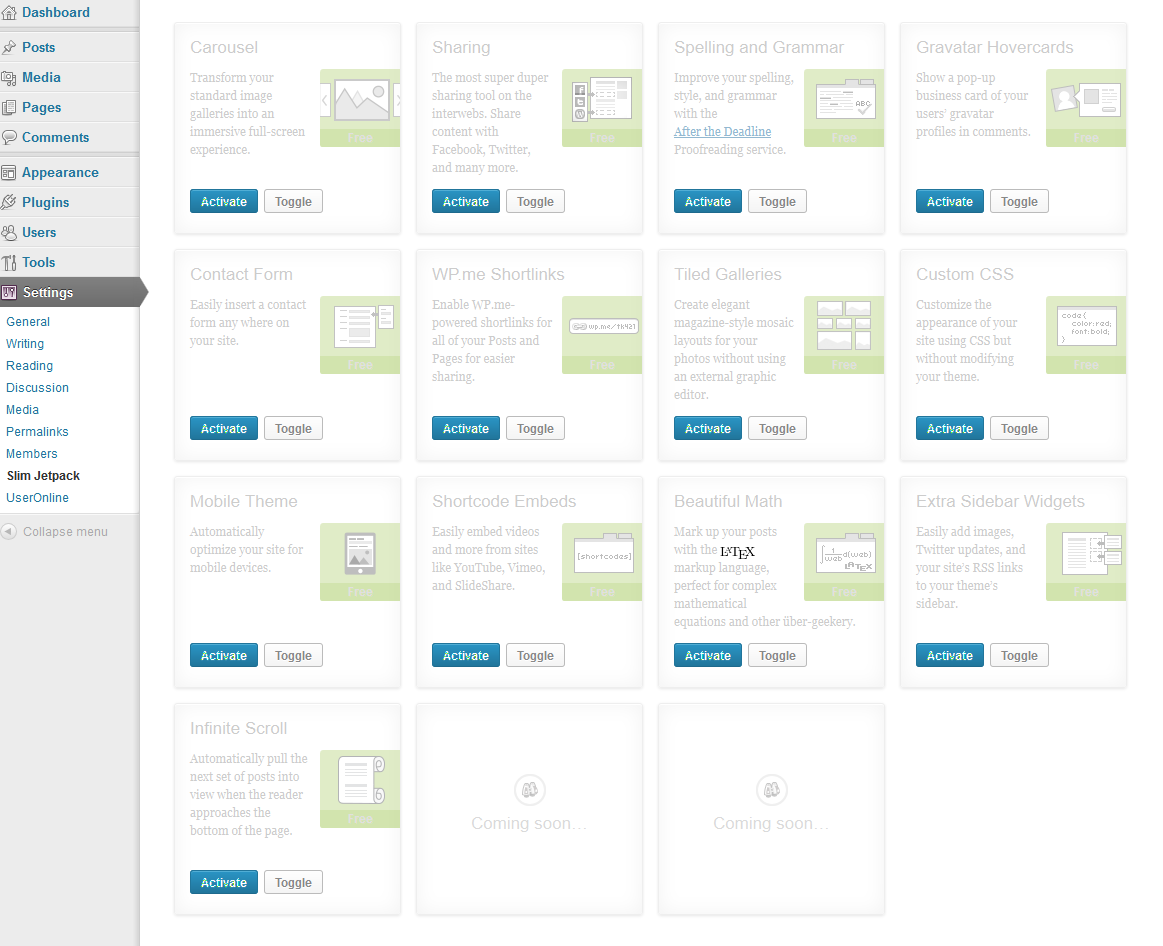 Dashboard
Posts
Media
Pages
Comments
Appearance
Plugins
Users
Tools
Settings
General
Writing
Reading
Discussion
Media
Permalinks
Members
Slim Jetpack
UserOnline
Collapse menu
Carousel
Transform your
standard image
galleries into an
immersive full-screen
experience.
Free
Activate
Toggle
Sharing
The most super duper
sharing tool on the
interwebs. Share
content with
Facebook, Twitter,
and many more.
Free
Activate
Toggle
Spelling and Grammar
Improve your spelling,
style, and grammar
with the
After the Deadline
Proofreading service.
ABC
Free
Activate
Toggle
Gravatar Hovercards
Show a pop-up
business card of your
users' gravatar
profiles in comments.
Free
Activate
Toggle
Contact Form
Easily insert a contact
form any where on
your site.
Free
Activate
Toggle
WP.me Shortlinks
Enable WP.me-
powered shortlinks for
all of your Posts and
Pages for easier
sharing.
Free
Activate
Toggle
Tiled Galleries
Create elegant
magazine-style mosaic
layouts for your
photos without using
an external graphic
editor.
Free
Activate
Toggle
Custom CSS
Customize the
appearance of your
site using CSS but
without modifying
your theme.
code{
color:red;
font:bold;
}
Free
Activate
Toggle
Mobile Theme
Automatically
optimize your site for
mobile devices.
Free
Activate
Toggle
Shortcode Embeds
Easily embed videos
and more from sites
like YouTube, Vimeo,
and SlideShare.
[shortcodes]
Free
Activate
Toggle
Beautiful Math
Mark up your posts
with the LATEX
markup language,
perfect for complex
mathematical
equations and other über-geekery.
LATEX
Free
Activate
Toggle
Extra Sidebar Widgets
Easily add images,
Twitter updates, and
your site's RSS links
to your theme's
sidebar.
Free
Activate
Toggle
Infinite Scroll
Automatically pull the
next set of posts into
view when the reader
approaches the
bottom of the page.
Free
Activate
Toggle
Coming soon…
Coming soon…